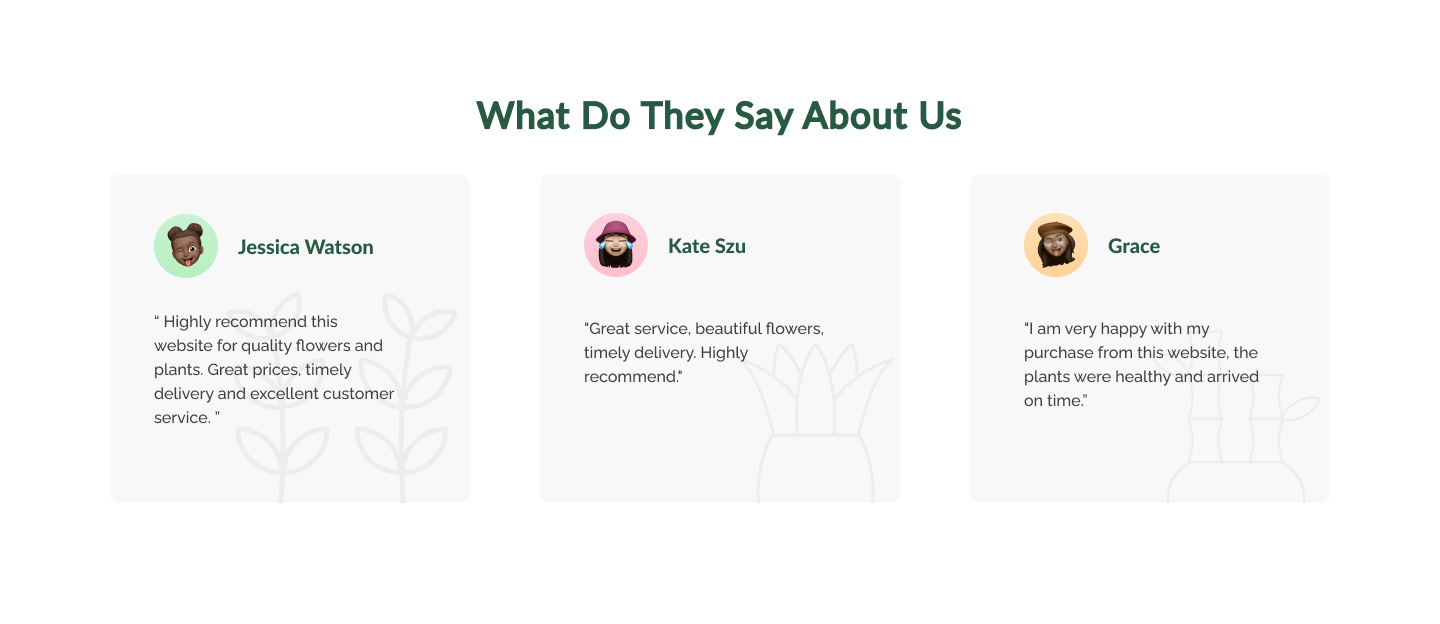 What Do They Say About Us
Jessica Watson
“ Highly recommend this
website for quality flowers and
plants. Great prices, timely
delivery and excellent customer
service. ”
Kate Szu
"Great service, beautiful flowers,
timely delivery. Highly
recommend."
Grace
"I am very happy with my
purchase from this website, the
plants were healthy and arrived
on time.”